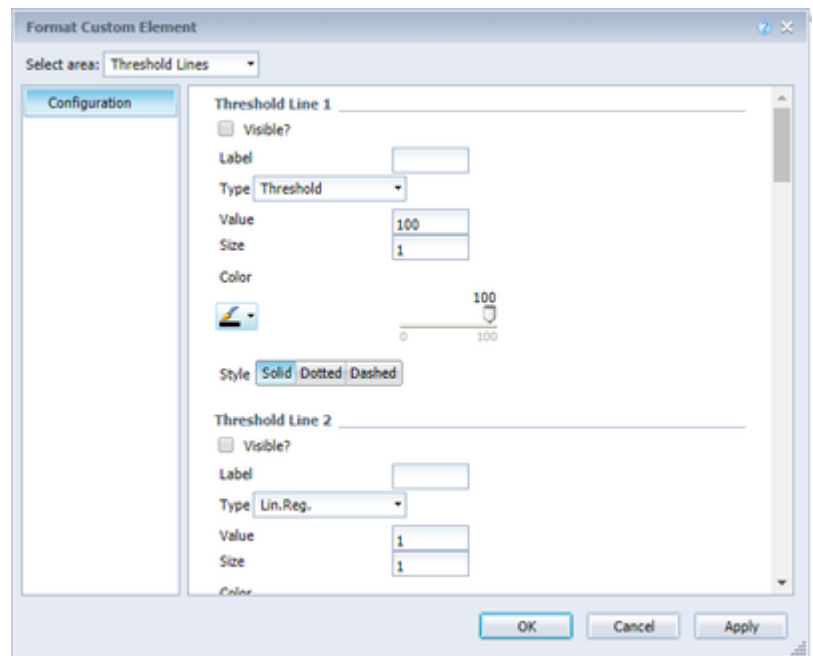 Format Custom Element
Select area: Threshold Lines
Configuration
Threshold Line 1
Visible?
Label
Type Threshold
Value 100
Size 1
Color
100
0 100
Style Solid Dotted Dashed
Threshold Line 2
Visible?
Label
Type Lin.Reg.
Value 1
Size 1
Color
OK Cancel Apply